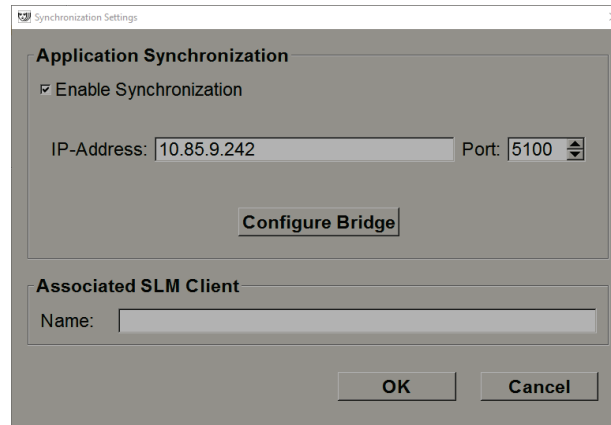 Synchronization Settings
Application Synchronization
Enable Synchronization
IP-Address: 10.85.9.242 Port: 5100
Configure Bridge
Associated SLM Client
Name:
OK Cancel